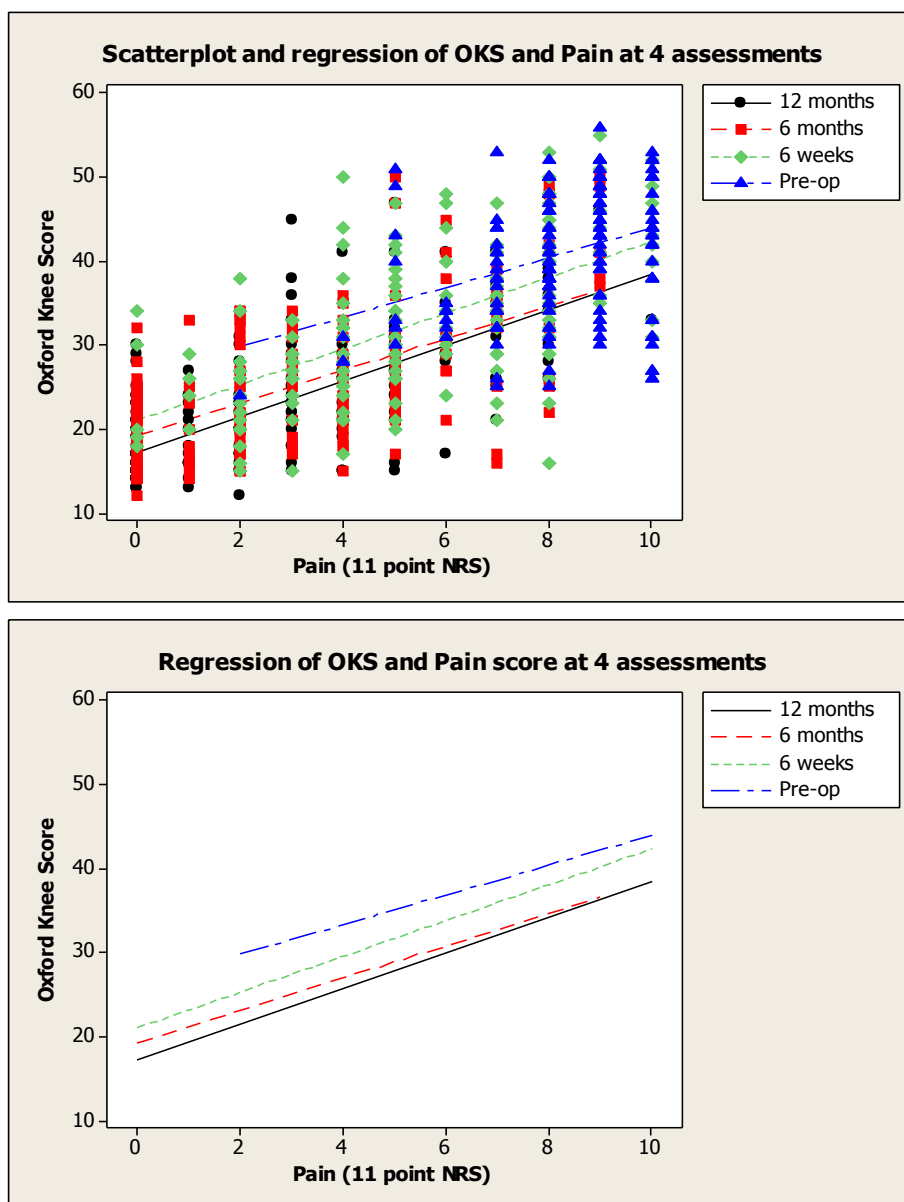 Scatterplot and regression of OKS and Pain at 4 assessments
60
50
40
30
20
10
Oxford Knee Score
0 2 4 6 8 10
Pain (11 point NRS)
12 months
6 months
6 weeks
Pre-op
Regression of OKS and Pain score at 4 assessments
60
50
40
30
20
10
Oxford Knee Score
0 2 4 6 8 10
Pain (11 point NRS)
12 months
6 months
6 weeks
Pre-op